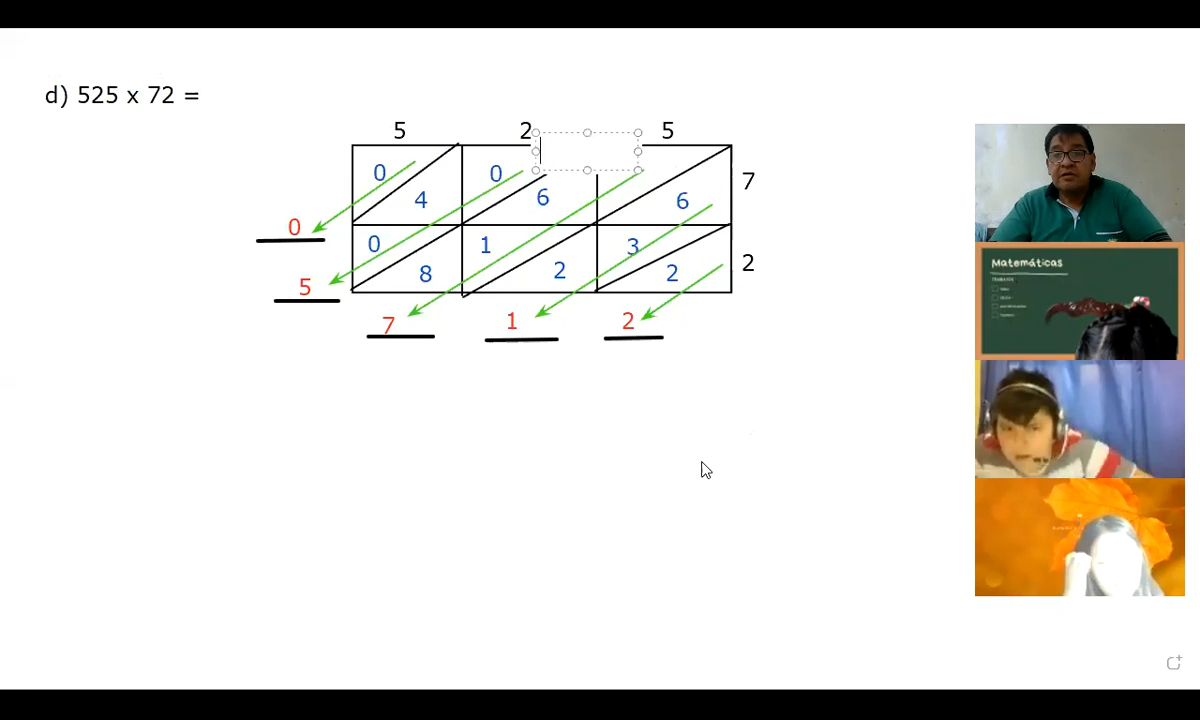 d) 525 x 72 =
5 2 5
0 4 0 6 6 7
0 0 1 3 2
5 8 2 2
7 1 2
Matemáticas